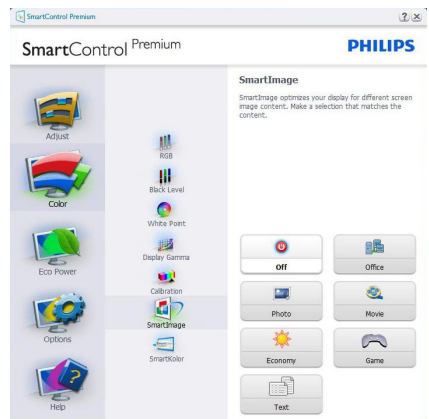 SmartControl Premium
SmartControl Premium
PHILIPS
Adjust
Color
Eco Power
Options
Help
RGB
Black Level
White Point
Display Gamma
Calibration
SmartImage
SmartKolor
SmartImage
SmartImage optimizes your display for different screen
image content. Make a selection that matches the
content.
Off
Office
Photo
Movie
Economy
Game
Text